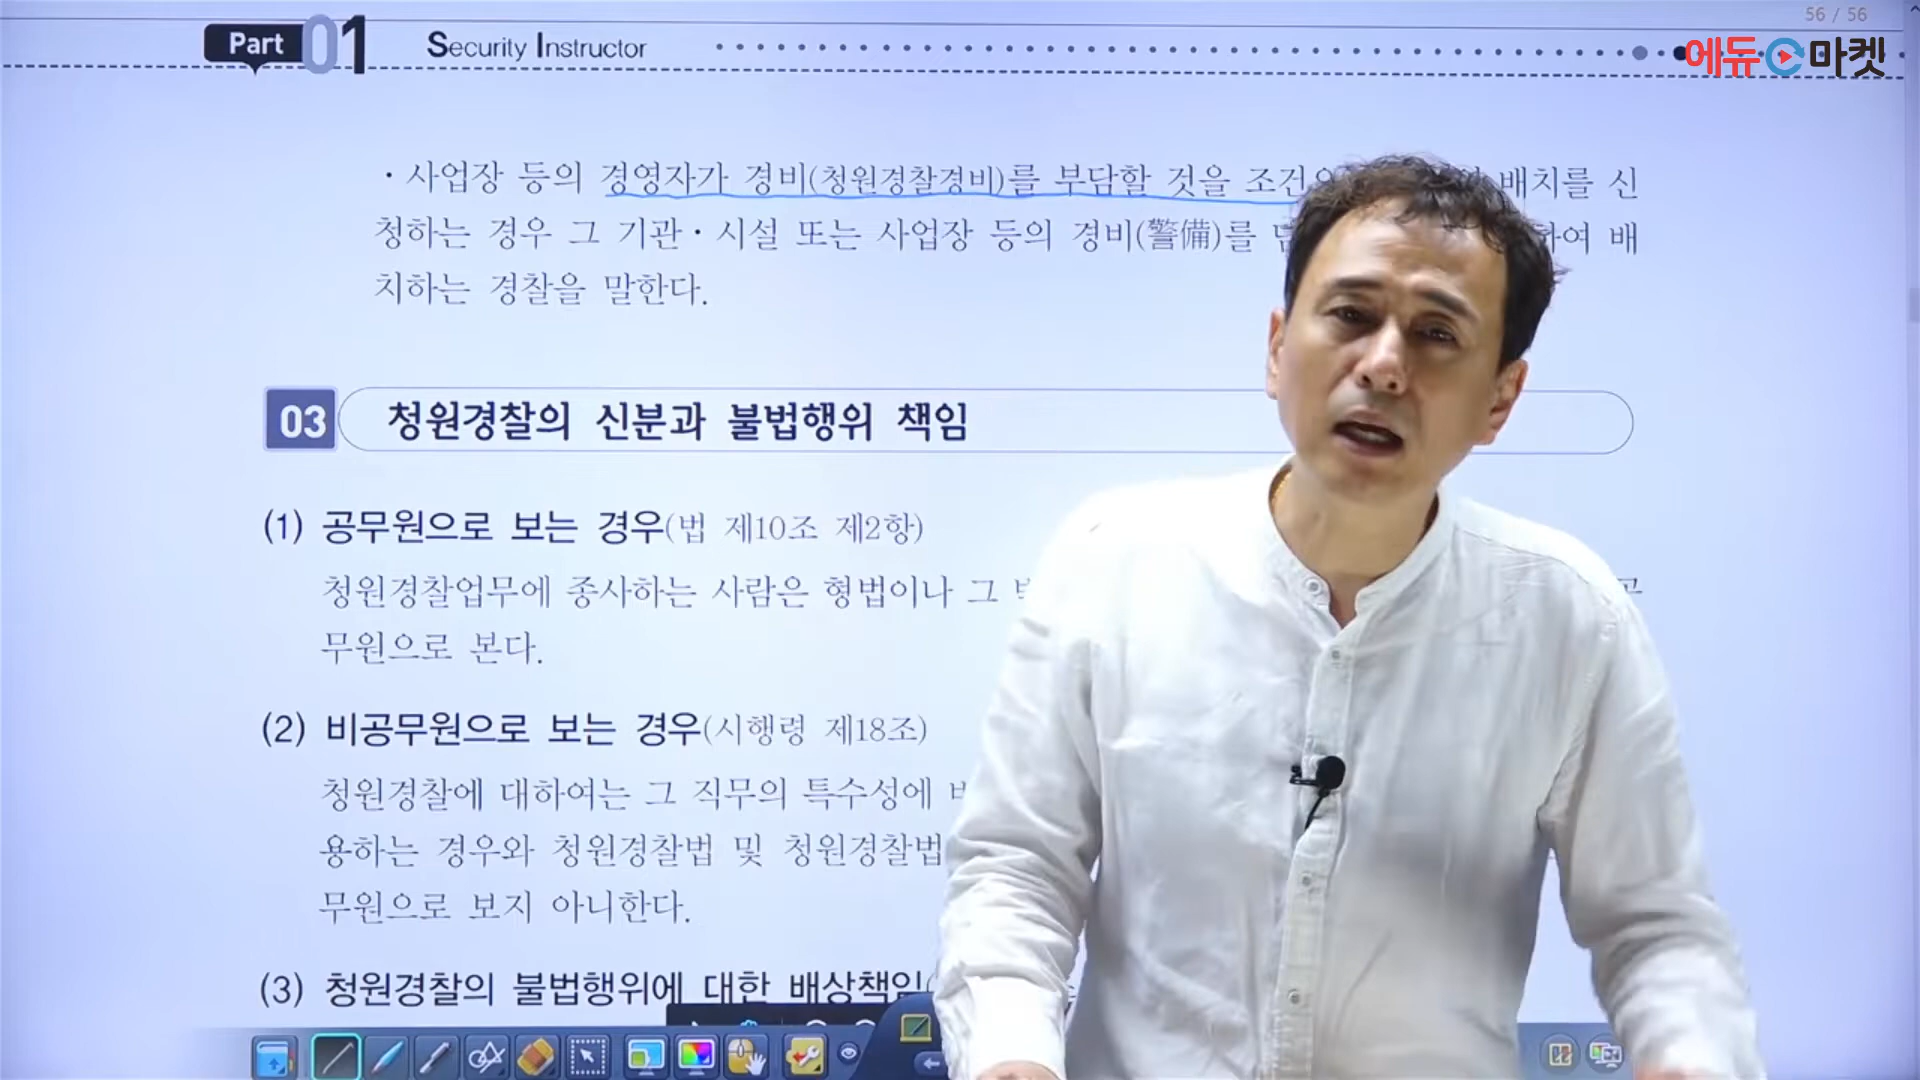 56 / 56
Part 01 Security Instructor
에듀마켓
· 사업장 등의 경영자가 경비(청원경찰경비)를 부담할 것을 조건 배치를 신
청하는 경우 그 기관·시설 또는 사업장 등의 경비(警備)를 하여 배
치하는 경찰을 말한다.
03 청원경찰의 신분과 불법행위 책임
(1) 공무원으로 보는 경우(법 제10조 제2항)
청원경찰업무에 종사하는 사람은 형법이나 그
무원으로 본다.
(2) 비공무원으로 보는 경우(시행령 제18조)
청원경찰에 대하여는 그 직무의 특수성에
용하는 경우와 청원경찰법 및 청원경찰법
무원으로 보지 아니한다.
(3) 청원경찰의 불법행위에 대한 배상책임